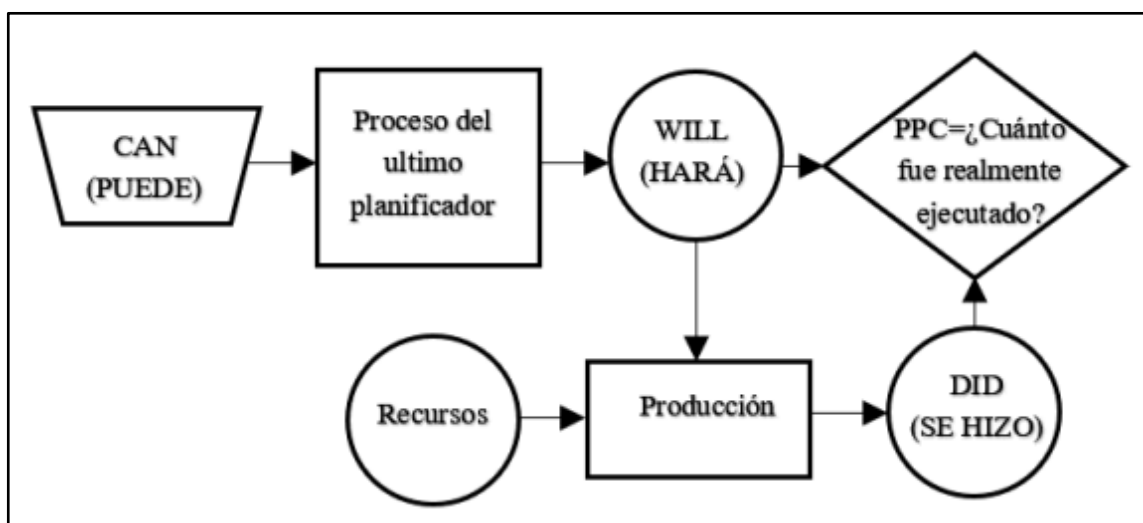 CAN
(PUEDE)
Proceso del
ultimo
planificador
WILL
(HARÁ)
PPC=¿Cuánto
fue realmente
ejecutado?
Recursos
Producción
DID
(SE HIZO)